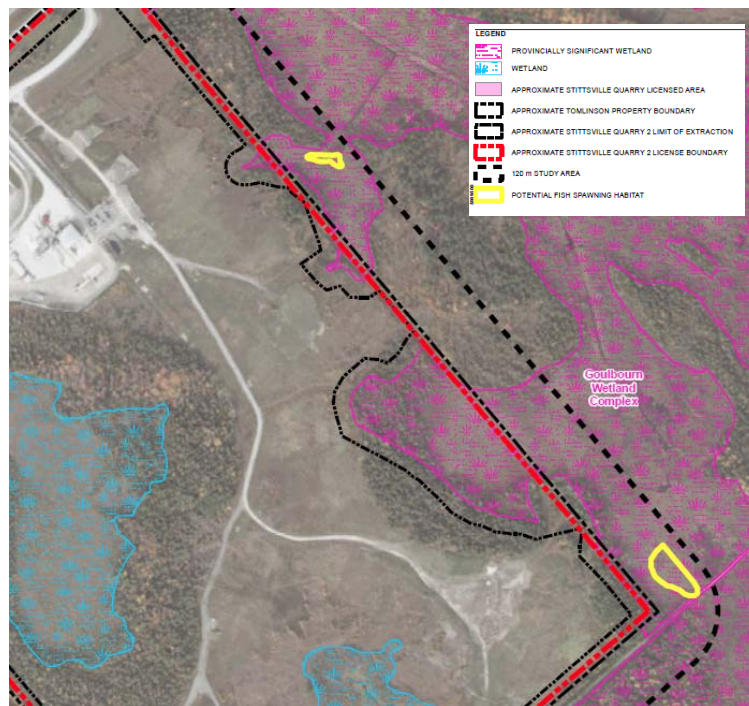 LEGEND
PROVINCIALLY SIGNIFICANT WETLAND
WETLAND
APPROXIMATE STITTSVILLE QUARRY LICENSED AREA
APPROXIMATE TOMLINSON PROPERTY BOUNDARY
APPROXIMATE STITTSVILLE QUARRY 2 LIMIT OF EXTRACTION
APPROXIMATE STITTSVILLE QUARRY 2 LICENSE BOUNDARY
120 m STUDY AREA
POTENTIAL FISH SPAWNING HABITAT
Goulbourn
Wetland
Complex